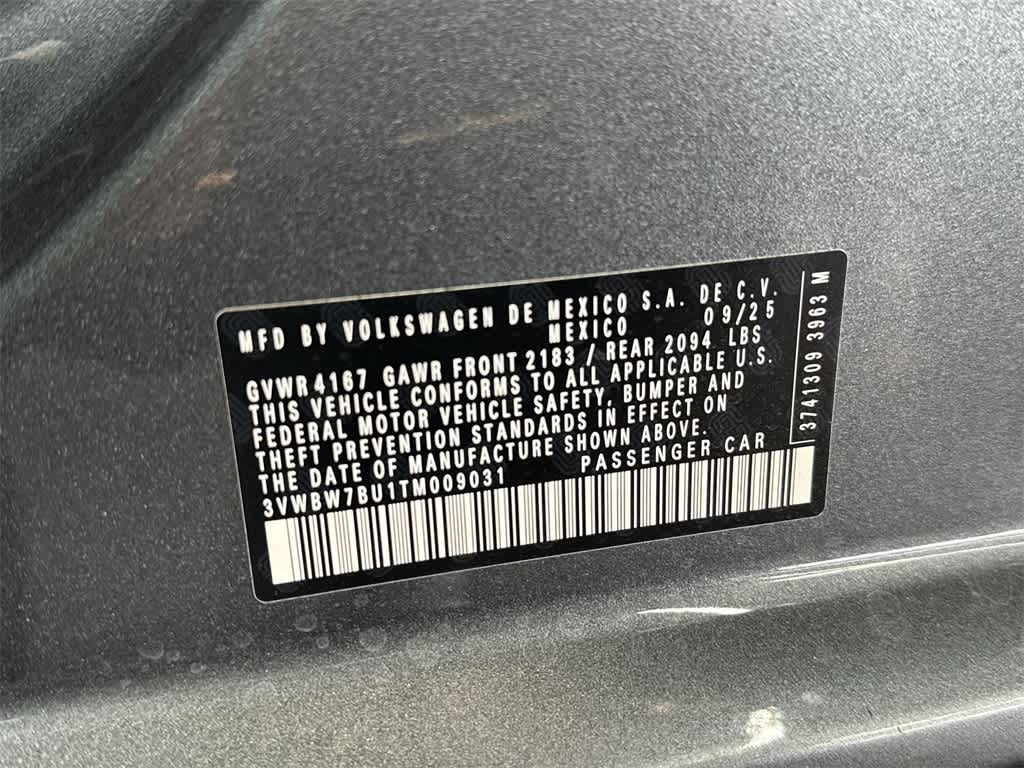 MFD BY VOLKSWAGEN DE MEXICO S.A. DE C.V.
MEXICO 09/25
GVWR 4167 GAWR FRONT 2183 / REAR 2094 LBS
THIS VEHICLE CONFORMS TO ALL APPLICABLE U.S.
FEDERAL MOTOR VEHICLE SAFETY, BUMPER AND
THEFT PREVENTION STANDARDS IN EFFECT ON
THE DATE OF MANUFACTURE SHOWN ABOVE.
3VWBW7BU1TM009031 PASSENGER CAR
3741309 3963 M